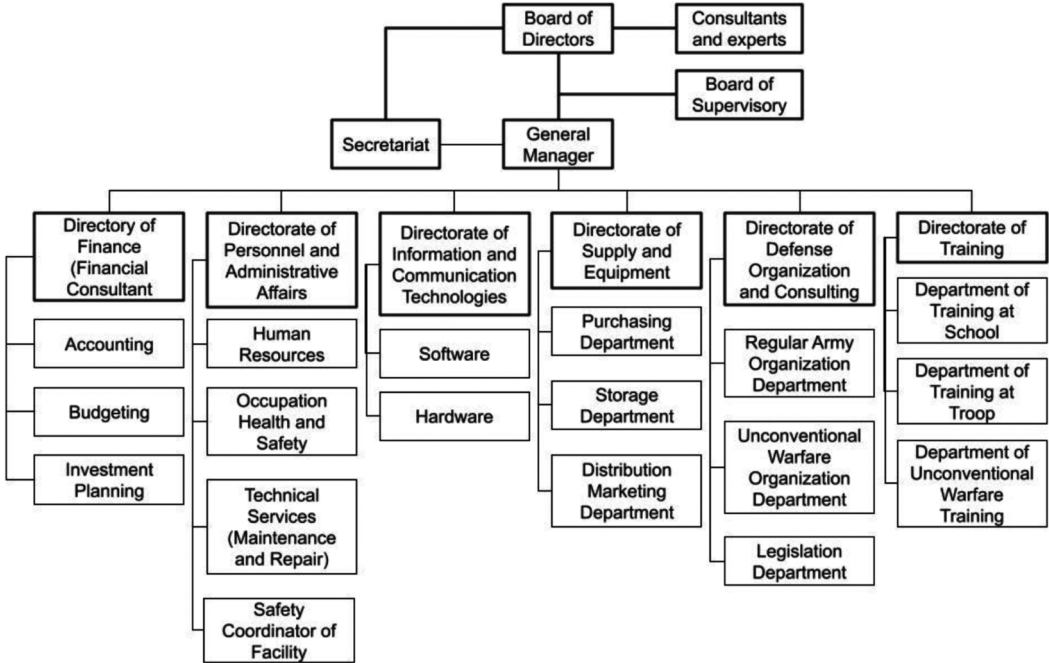 Board of
Directors
Consultants
and experts
Board of
Supervisory
Secretariat
General
Manager
Directory of
Finance
(Financial
Consultant
Accounting
Budgeting
Investment
Planning
Directorate of
Personnel and
Administrative
Affairs
Human
Resources
Occupation
Health and
Safety
Technical
Services
(Maintenance
and Repair)
Safety
Coordinator of
Facility
Directorate of
Information and
Communication
Technologies
Software
Hardware
Directorate of
Supply and
Equipment
Purchasing
Department
Storage
Department
Distribution
Marketing
Department
Directorate of
Defense
Organization
and Consulting
Regular Army
Organization
Department
Unconventional
Warfare
Organization
Department
Legislation
Department
Directorate of
Training
Department of
Training at
School
Department of
Training at
Troop
Department of
Unconventional
Warfare
Training